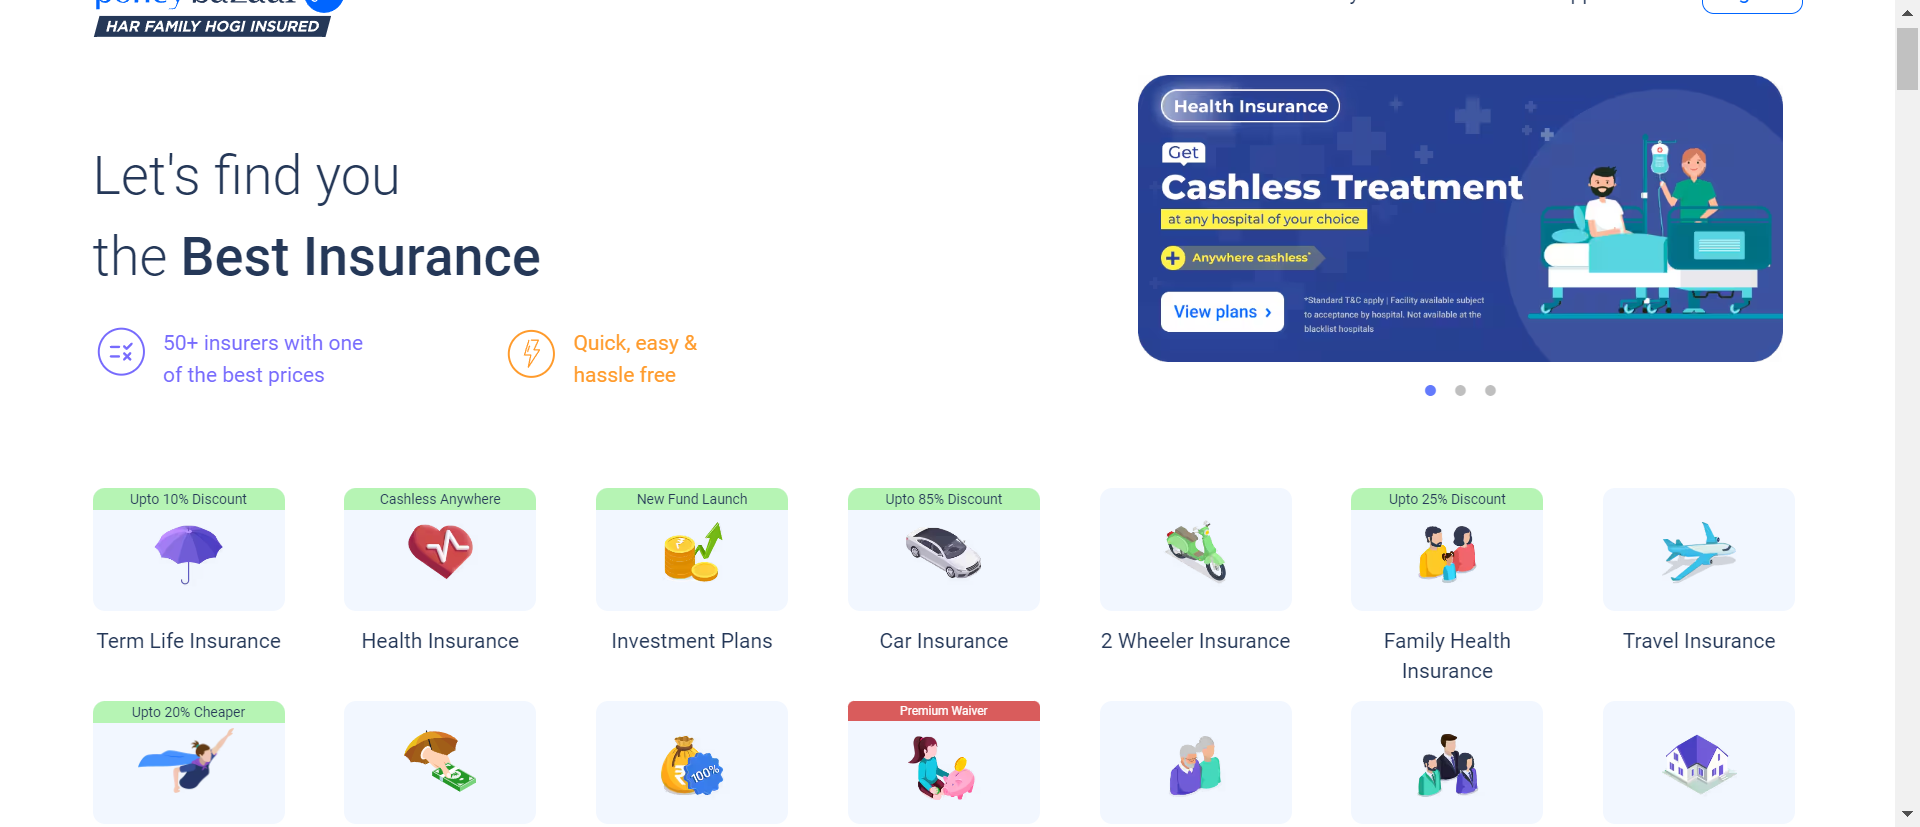 policybazaar
HAR FAMILY HOGI INSURED
Let's find you
the Best Insurance
50+ insurers with one
of the best prices
Quick, easy &
hassle free
Health Insurance
Get
Cashless Treatment
at any hospital of your choice
Anywhere cashless*
View plans ›
*Standard T&C apply | Facility available subject
to acceptance by hospital. Not available at the
blacklist hospitals
Upto 10% Discount
Cashless Anywhere
New Fund Launch
Upto 85% Discount
Upto 25% Discount
Term Life Insurance
Health Insurance
Investment Plans
Car Insurance
2 Wheeler Insurance
Family Health
Insurance
Travel Insurance
Upto 20% Cheaper
Premium Waiver
100%